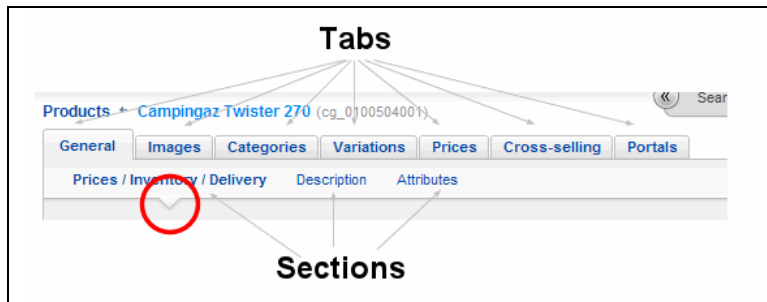 Tabs
Sear
Products Campingaz Twister 270 (cg_0100504001)
General Images Categories Variations Prices Cross-selling Portals
Prices / Inventory / Delivery Description Attributes
Sections